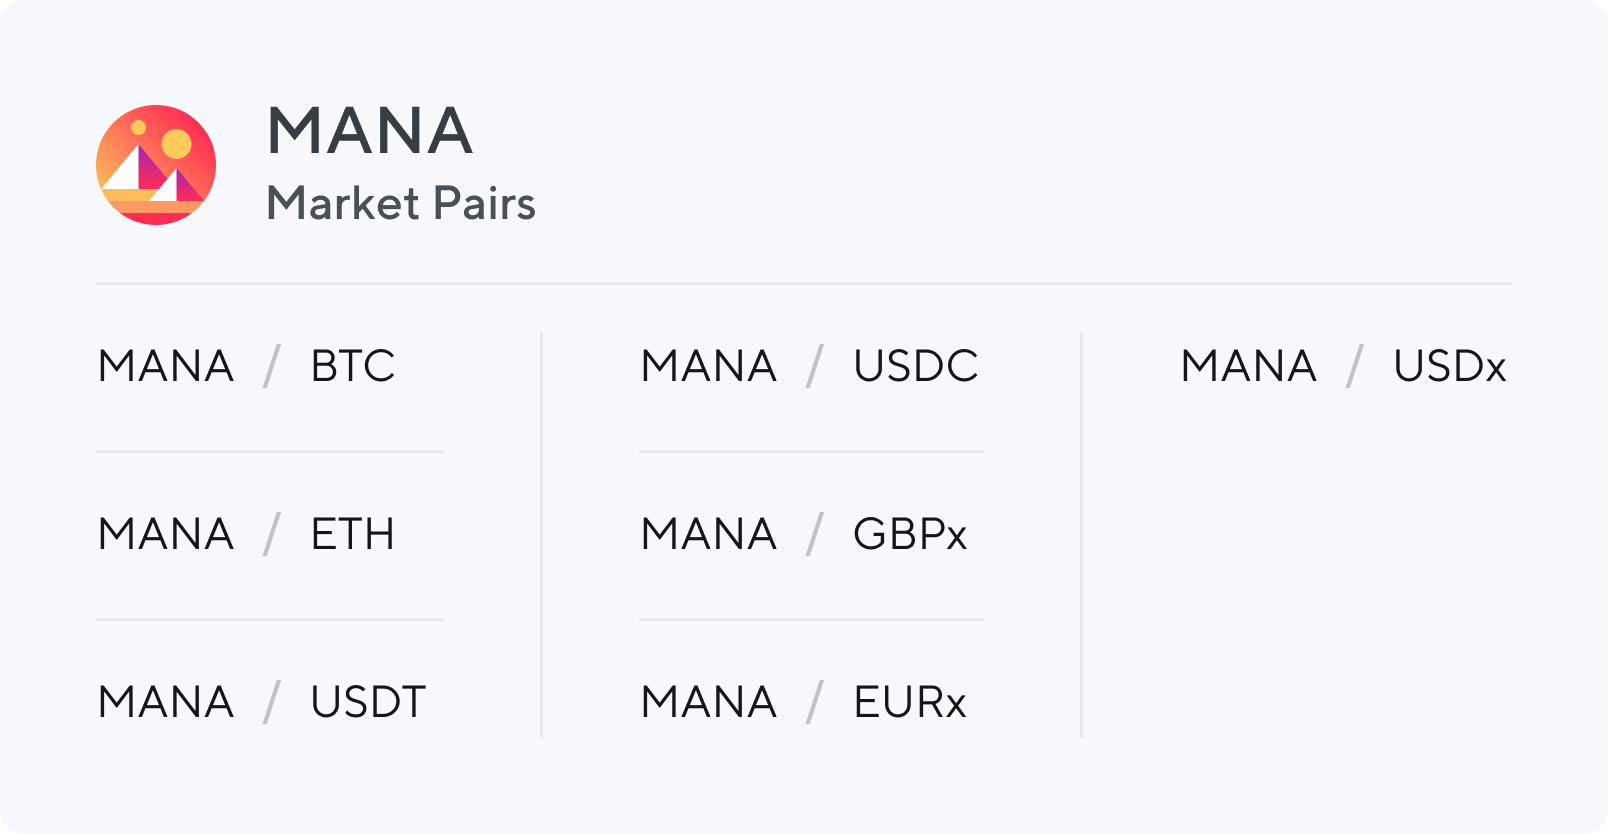 MANA
Market Pairs
MANA / BTC
MANA / ETH
MANA / USDT
MANA / USDC
MANA / GBPx
MANA / EURx
MANA / USDx